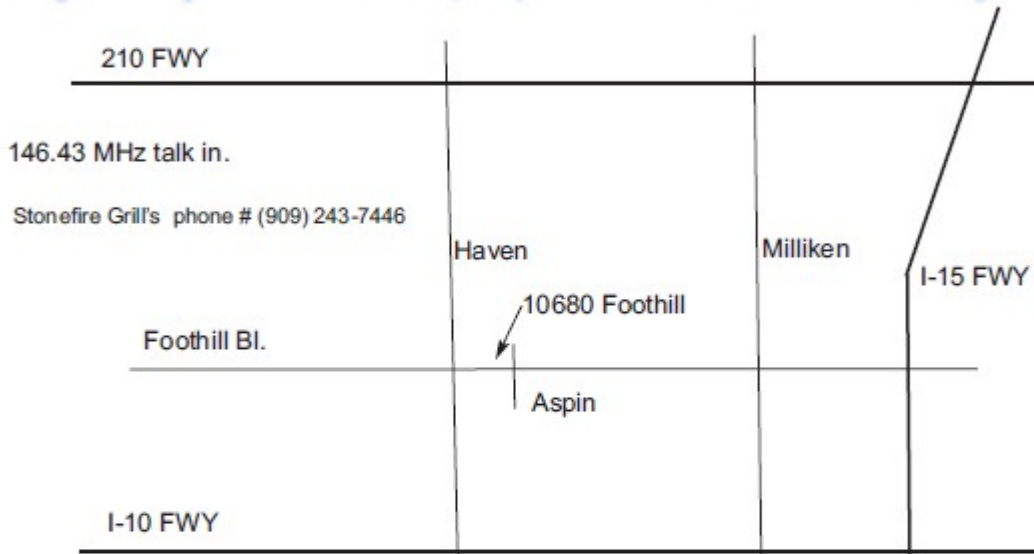 210 FWY
146.43 MHz talk in.
Stonefire Grill's phone # (909) 243-7446
Haven
Milliken
I-15 FWY
10680 Foothill
Foothill Bl.
Aspin
I-10 FWY